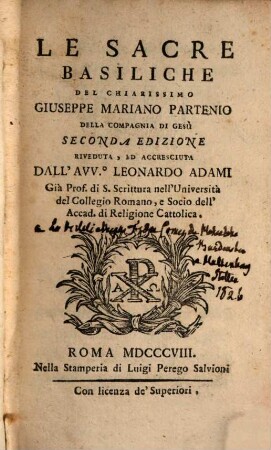 LE SACRE
BASILICHE
DEL CHIARISSIMO
GIUSEPPE MARIANO PARTENIO
DELLA COMPAGNIA DI GESÙ
SECONDA EDIZIONE
RIVEDUTA, ED ACCRESCIUTA
DALL'AVV.º LEONARDO ADAMI
Già Prof. di S. Scrittura nell'Università
del Collegio Romano, e Socio dell'
Accad. di Religione Cattolica.
1826
ROMA MDCCCVIII.
Nella Stamperia di Luigi Perego Salvioni
Con licenza de' Superiori.